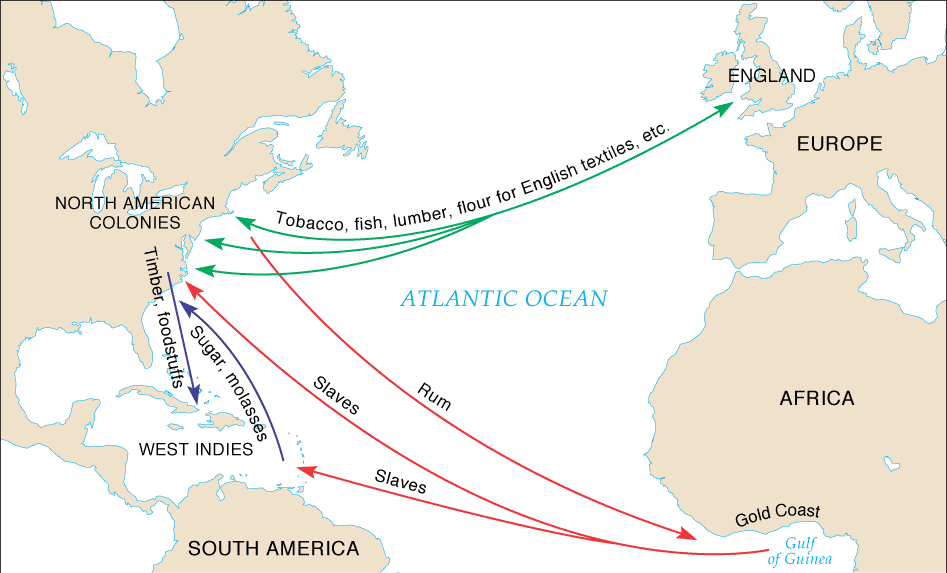 ENGLAND
EUROPE
Tobacco, fish, lumber, flour for English textiles, etc.
NORTH AMERICAN
COLONIES
Timber, foodstuffs
ATLANTIC OCEAN
Sugar, molasses
Slaves
Rum
AFRICA
WEST INDIES
Slaves
Gold Coast
SOUTH AMERICA
Gulf
of Guinea